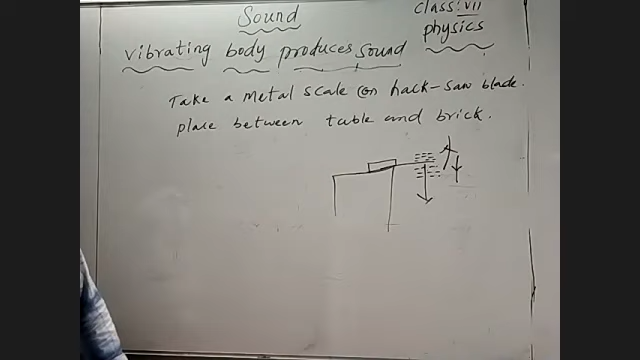 Sound
class: VII
physics
vibrating body produces sound
Take a metal scale on hack-saw blade.
place between table and brick.